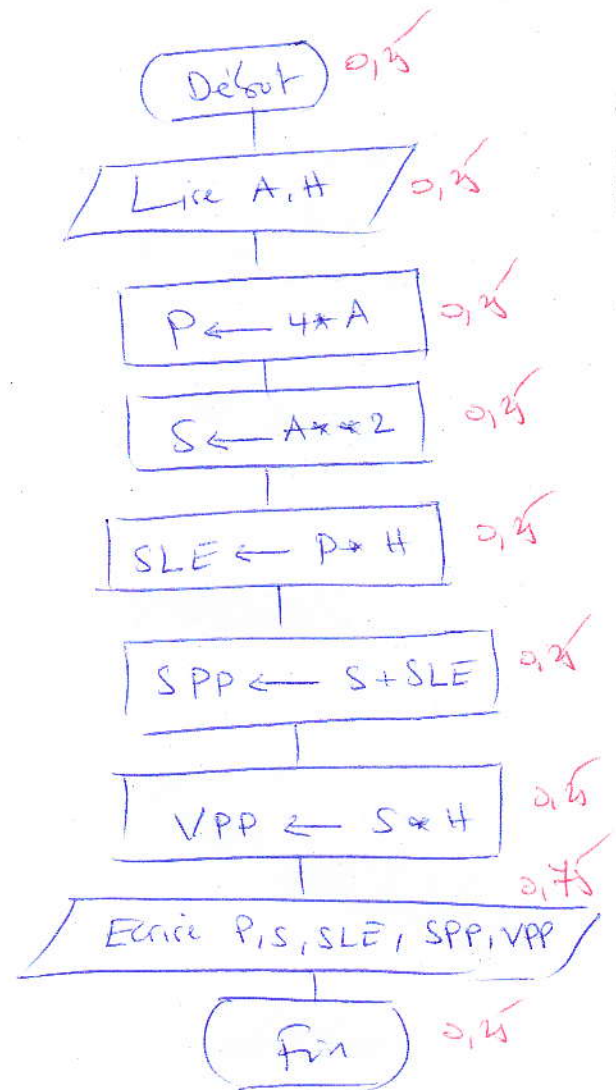 Début 0,25
Lire A, H 0,25
P ← 4*A 0,25
S ← A**2 0,25
SLE ← P* H 0,25
SPP ← S + SLE 0,25
VPP ← S * H 0,25
0,75
Ecrire P, S, SLE, SPP, VPP
Fin 0,25